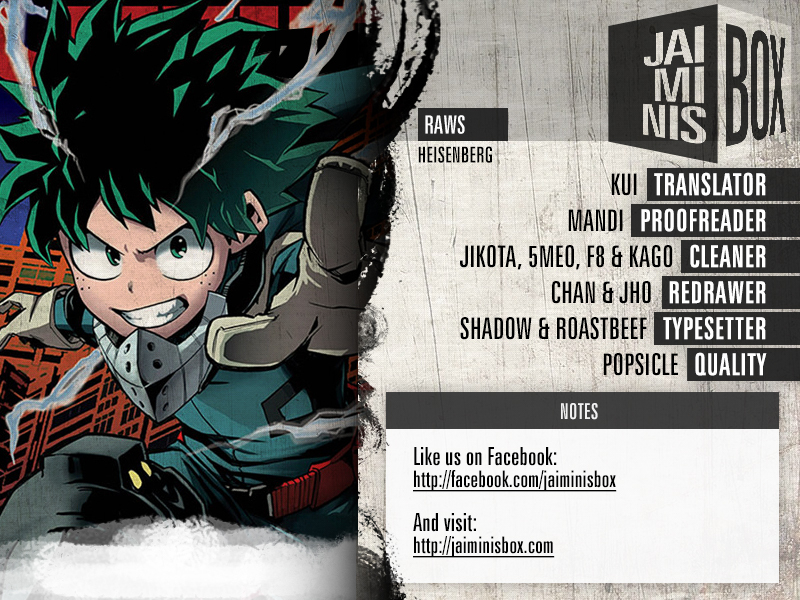 JAI
MI
NIS
BOX
RAWS
HEISENBERG
KUI TRANSLATOR
MANDI PROOFREADER
JIKOTA, 5MEO, F8 & KAGO CLEANER
CHAN & JHO REDRAWER
SHADOW & ROASTBEEF TYPESETTER
POPSICLE QUALITY
NOTES
Like us on Facebook:
http://facebook.com/jaiminisbox
And visit:
http://jaiminisbox.com